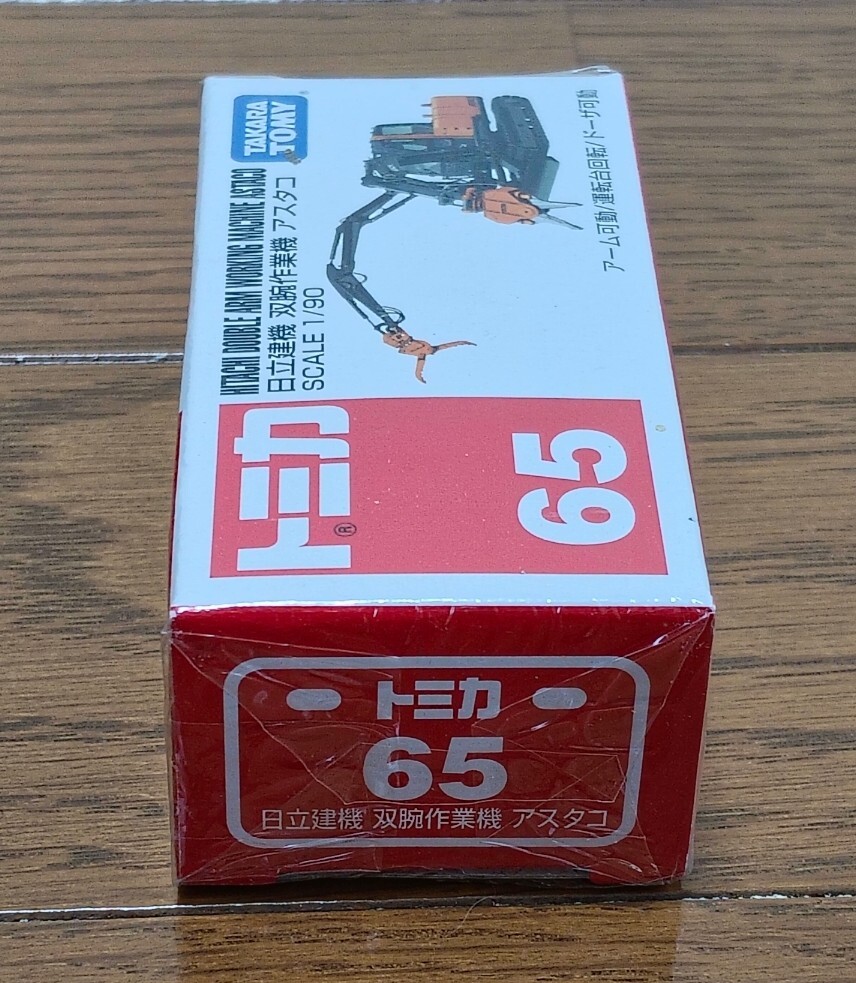 TAKARA
TOMY
HITACHI DOUBLE ARM WORKING MACHINE ASTACO
日立建機 双腕作業機 アスタコ
SCALE 1/90
アーム可動/運転台回転/ドーザ可動
トミカ®
65
トミカ
65
日立建機 双腕作業機 アスタコ